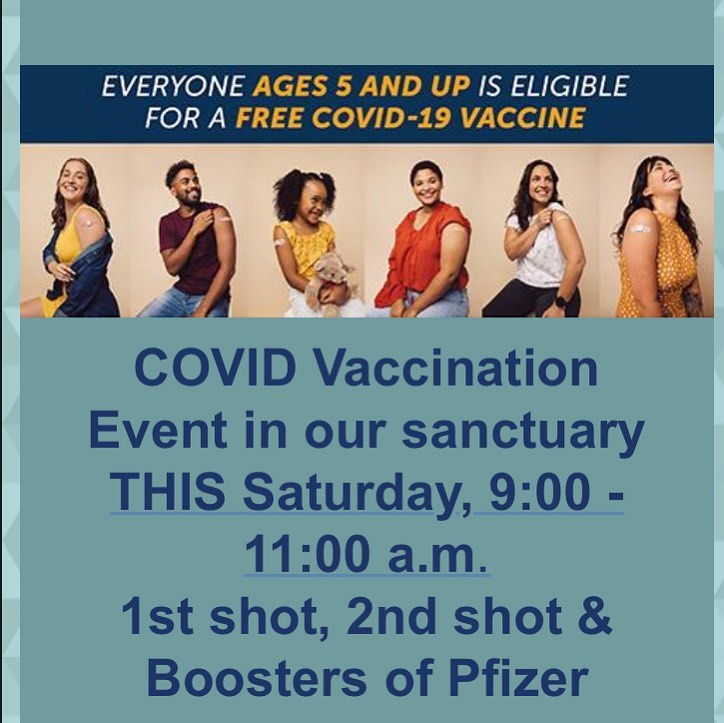 EVERYONE AGES 5 AND UP IS ELIGIBLE
FOR A FREE COVID-19 VACCINE
COVID Vaccination
Event in our sanctuary
THIS Saturday, 9:00 -
11:00 a.m.
1st shot, 2nd shot &
Boosters of Pfizer